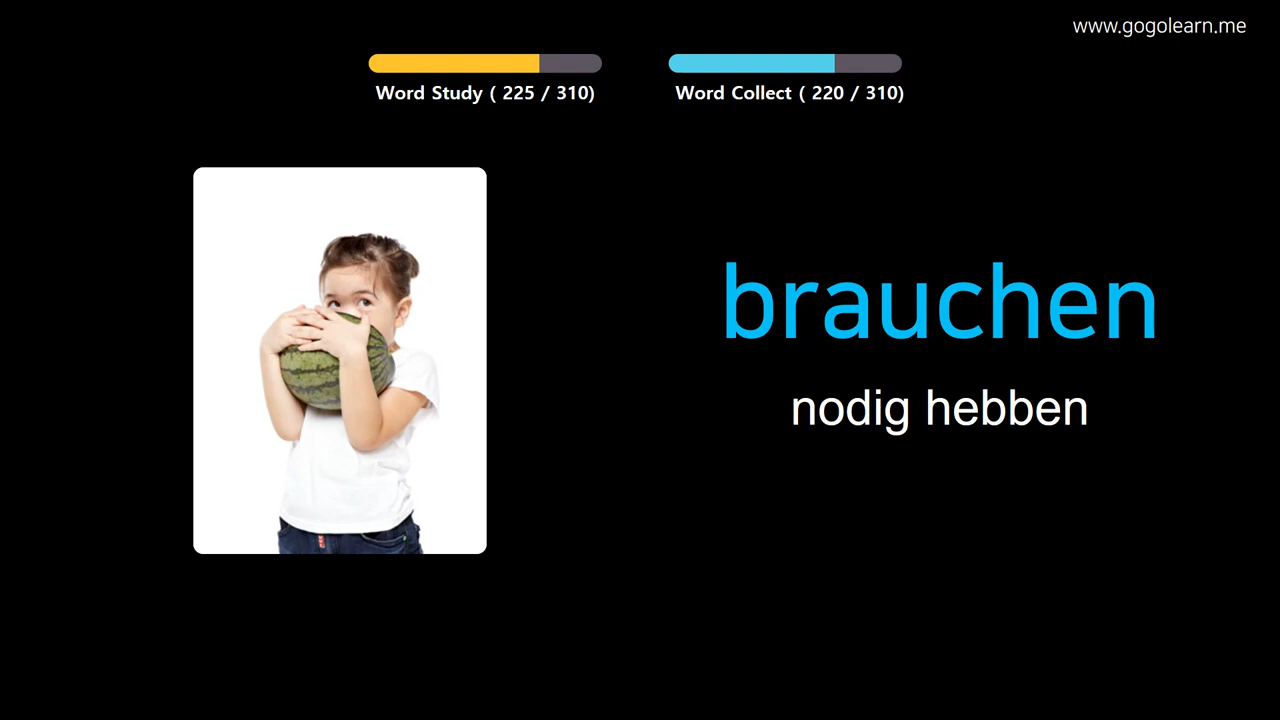 www.gogolearn.me
Word Study ( 225 / 310)
Word Collect ( 220 / 310)
brauchen
nodig hebben